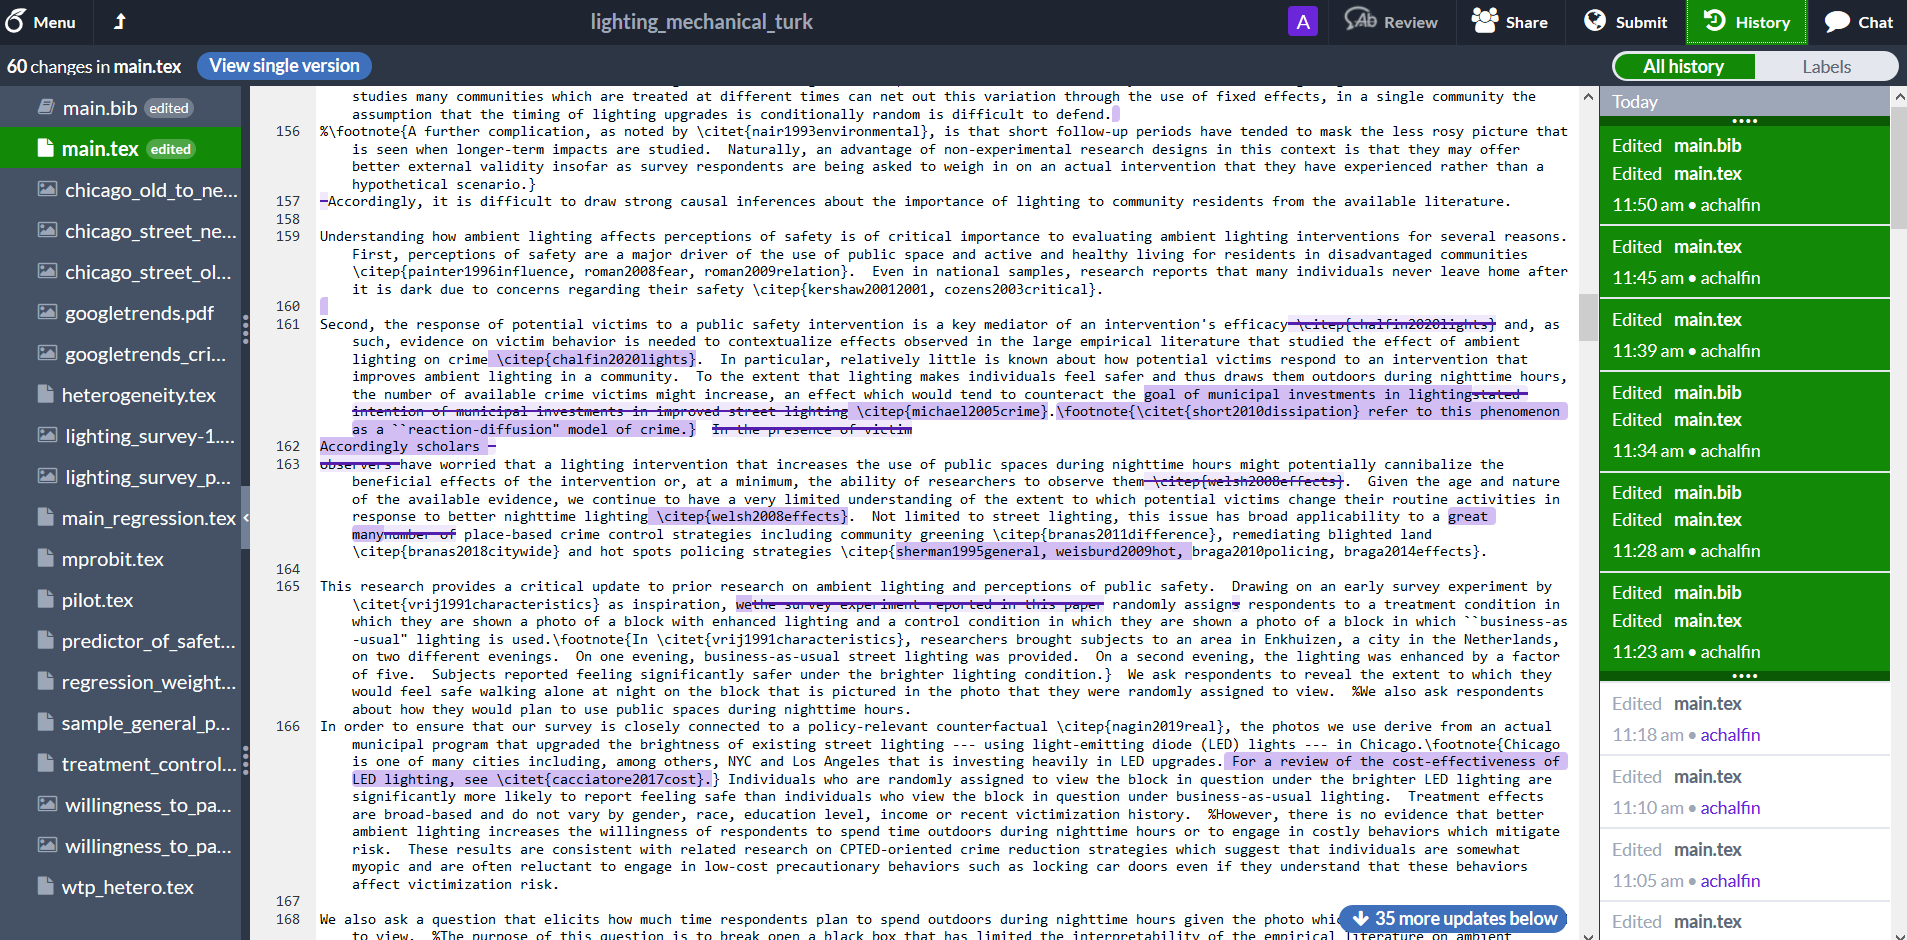 Menu
lighting_mechanical_turk
A
Review
Share
Submit
History
Chat
60 changes in main.tex
View single version
All history
Labels
main.bib edited
main.tex edited
chicago_old_to_ne...
chicago_street_ne...
chicago_street_ol...
googletrends.pdf
googletrends_cri...
heterogeneity.tex
lighting_survey-1....
lighting_survey_p...
main_regression.tex
mprobit.tex
pilot.tex
predictor_of_safet...
regression_weight...
sample_general_p...
treatment_control...
willingness_to_pa...
willingness_to_pa...
wtp_hetero.tex
studies many communities which are treated at different times can net out this variation through the use of fixed effects, in a single community the
assumption that the timing of lighting upgrades is conditionally random is difficult to defend.
156 %\footnote{A further complication, as noted by \citet{nair1993environmental}, is that short follow-up periods have tended to mask the less rosy picture that
is seen when longer-term impacts are studied.  Naturally, an advantage of non-experimental research designs in this context is that they may offer
better external validity insofar as survey respondents are being asked to weigh in on an actual intervention that they have experienced rather than a
hypothetical scenario.}
157 Accordingly, it is difficult to draw strong causal inferences about the importance of lighting to community residents from the available literature.
158
159 Understanding how ambient lighting affects perceptions of safety is of critical importance to evaluating ambient lighting interventions for several reasons.
First, perceptions of safety are a major driver of the use of public space and active and healthy living for residents in disadvantaged communities
\citep{painter1996influence, roman2008fear, roman2009relation}.  Even in national samples, research reports that many individuals never leave home after
it is dark due to concerns regarding their safety \citep{kershaw20012001, cozens2003critical}.
160
161 Second, the response of potential victims to a public safety intervention is a key mediator of an intervention's efficacy \citep{chalfin2020lights} and, as
such, evidence on victim behavior is needed to contextualize effects observed in the large empirical literature that studied the effect of ambient
lighting on crime \citep{chalfin2020lights}.  In particular, relatively little is known about how potential victims respond to an intervention that
improves ambient lighting in a community.  To the extent that lighting makes individuals feel safer and thus draws them outdoors during nighttime hours,
the number of available crime victims might increase, an effect which would tend to counteract the goal of municipal investments in lightingstated
intention of municipal investments in improved street lighting \citep{michael2005crime}.\footnote{\citet{short2010dissipation} refer to this phenomenon
as a ``reaction-diffusion" model of crime.}  In the presence of victim
162 Accordingly scholars
163 observers have worried that a lighting intervention that increases the use of public spaces during nighttime hours might potentially cannibalize the
beneficial effects of the intervention or, at a minimum, the ability of researchers to observe them \citep{welsh2008effects}.  Given the age and nature
of the available evidence, we continue to have a very limited understanding of the extent to which potential victims change their routine activities in
response to better nighttime lighting \citep{welsh2008effects}.  Not limited to street lighting, this issue has broad applicability to a great
manynumber of place-based crime control strategies including community greening \citep{branas2011difference}, remediating blighted land
\citep{branas2018citywide} and hot spots policing strategies \citep{sherman1995general, weisburd2009hot, braga2010policing, braga2014effects}.
164
165 This research provides a critical update to prior research on ambient lighting and perceptions of public safety.  Drawing on an early survey experiment by
\citet{vrij1991characteristics} as inspiration, wethe survey experiment reported in this paper randomly assigns respondents to a treatment condition in
which they are shown a photo of a block with enhanced lighting and a control condition in which they are shown a photo of a block in which ``business-as
-usual" lighting is used.\footnote{In \citet{vrij1991characteristics}, researchers brought subjects to an area in Enkhuizen, a city in the Netherlands,
on two different evenings.  On one evening, business-as-usual street lighting was provided.  On a second evening, the lighting was enhanced by a factor
of five.  Subjects reported feeling significantly safer under the brighter lighting condition.}  We ask respondents to reveal the extent to which they
would feel safe walking alone at night on the block that is pictured in the photo that they were randomly assigned to view.  %We also ask respondents
about how they would plan to use public spaces during nighttime hours.
166 In order to ensure that our survey is closely connected to a policy-relevant counterfactual \citep{nagin2019real}, the photos we use derive from an actual
municipal program that upgraded the brightness of existing street lighting --- using light-emitting diode (LED) lights --- in Chicago.\footnote{Chicago
is one of many cities including, among others, NYC and Los Angeles that is investing heavily in LED upgrades. For a review of the cost-effectiveness of
LED lighting, see \citet{cacciatore2017cost}.} Individuals who are randomly assigned to view the block in question under the brighter LED lighting are
significantly more likely to report feeling safe than individuals who view the block in question under business-as-usual lighting.  Treatment effects
are broad-based and do not vary by gender, race, education level, income or recent victimization history.  %However, there is no evidence that better
ambient lighting increases the willingness of respondents to spend time outdoors during nighttime hours or to engage in costly behaviors which mitigate
risk.  These results are consistent with related research on CPTED-oriented crime reduction strategies which suggest that individuals are somewhat
myopic and are often reluctant to engage in low-cost precautionary behaviors such as locking car doors even if they understand that these behaviors
affect victimization risk.
167
168 We also ask a question that elicits how much time respondents plan to spend outdoors during nighttime hours given the photo
to view.  %The purpose of this question is to break open a black box that has limited the interpretability of the empirical literature on ambient
35 more updates below
Today
Edited main.bib
Edited main.tex
11:50 am • achalfin
Edited main.tex
11:45 am • achalfin
Edited main.tex
11:39 am • achalfin
Edited main.bib
Edited main.tex
11:34 am • achalfin
Edited main.bib
Edited main.tex
11:28 am • achalfin
Edited main.bib
Edited main.tex
11:23 am • achalfin
Edited main.tex
11:18 am • achalfin
Edited main.tex
11:10 am • achalfin
Edited main.tex
11:05 am • achalfin
Edited main.tex